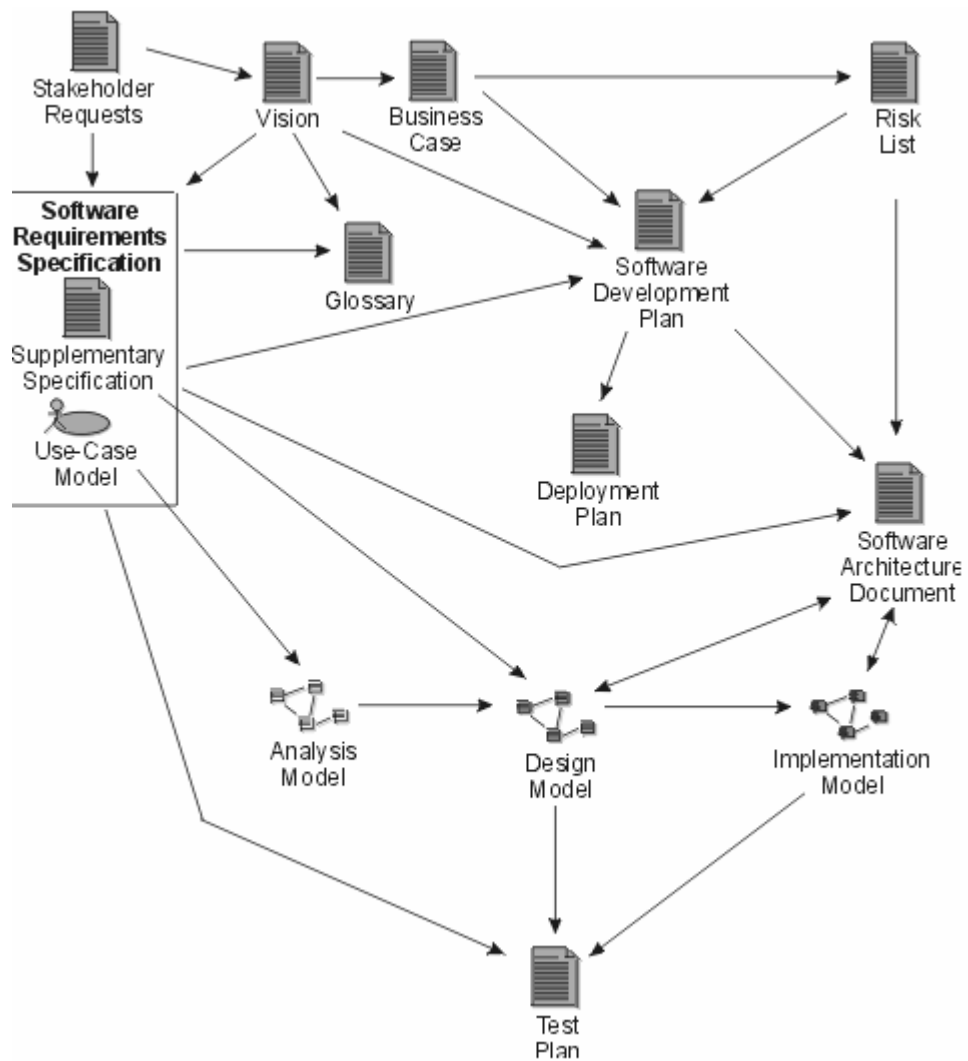 Stakeholder
Requests
Vision
Business
Case
Risk
List
Software
Requirements
Specification
Supplementary
Specification
Use-Case
Model
Glossary
Software
Development
Plan
Deployment
Plan
Software
Architecture
Document
Analysis
Model
Design
Model
Implementation
Model
Test
Plan